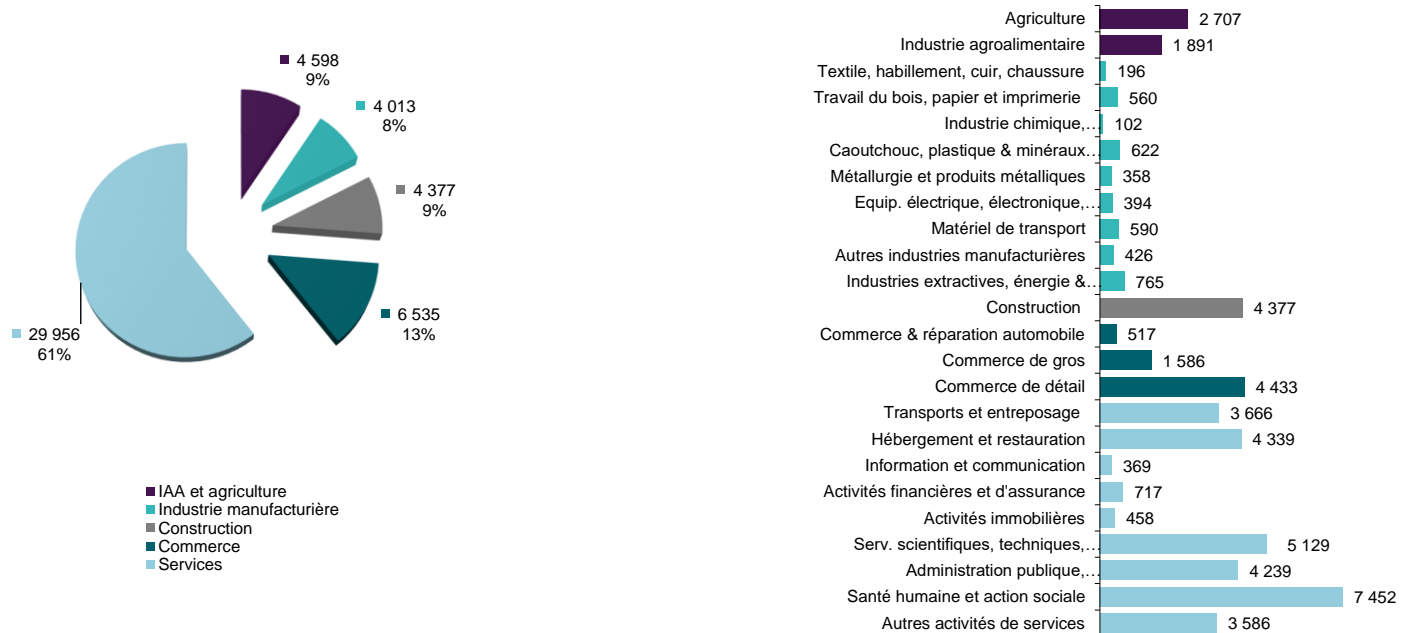 4 598
9%
4 013
8%
4 377
9%
6 535
13%
29 956
61%
IAA et agriculture
Industrie manufacturière
Construction
Commerce
Services
Agriculture 2 707
Industrie agroalimentaire 1 891
Textile, habillement, cuir, chaussure 196
Travail du bois, papier et imprimerie 560
Industrie chimique,… 102
Caoutchouc, plastique & minéraux… 622
Métallurgie et produits métalliques 358
Equip. électrique, électronique,… 394
Matériel de transport 590
Autres industries manufacturières 426
Industries extractives, énergie &… 765
Construction 4 377
Commerce & réparation automobile 517
Commerce de gros 1 586
Commerce de détail 4 433
Transports et entreposage 3 666
Hébergement et restauration 4 339
Information et communication 369
Activités financières et d'assurance 717
Activités immobilières 458
Serv. scientifiques, techniques,… 5 129
Administration publique,… 4 239
Santé humaine et action sociale 7 452
Autres activités de services 3 586